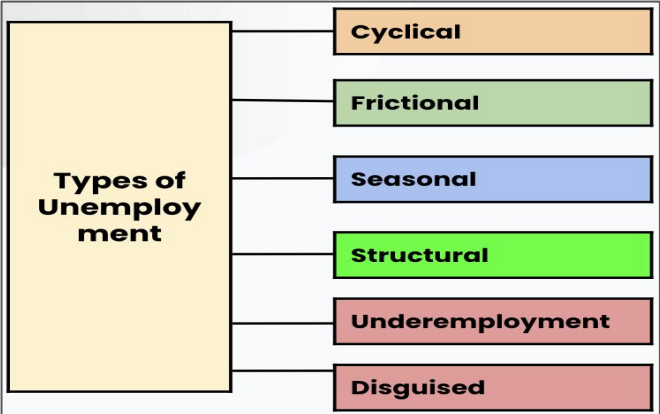 Types of
Unemploy
ment
Cyclical
Frictional
Seasonal
Structural
Underemployment
Disguised